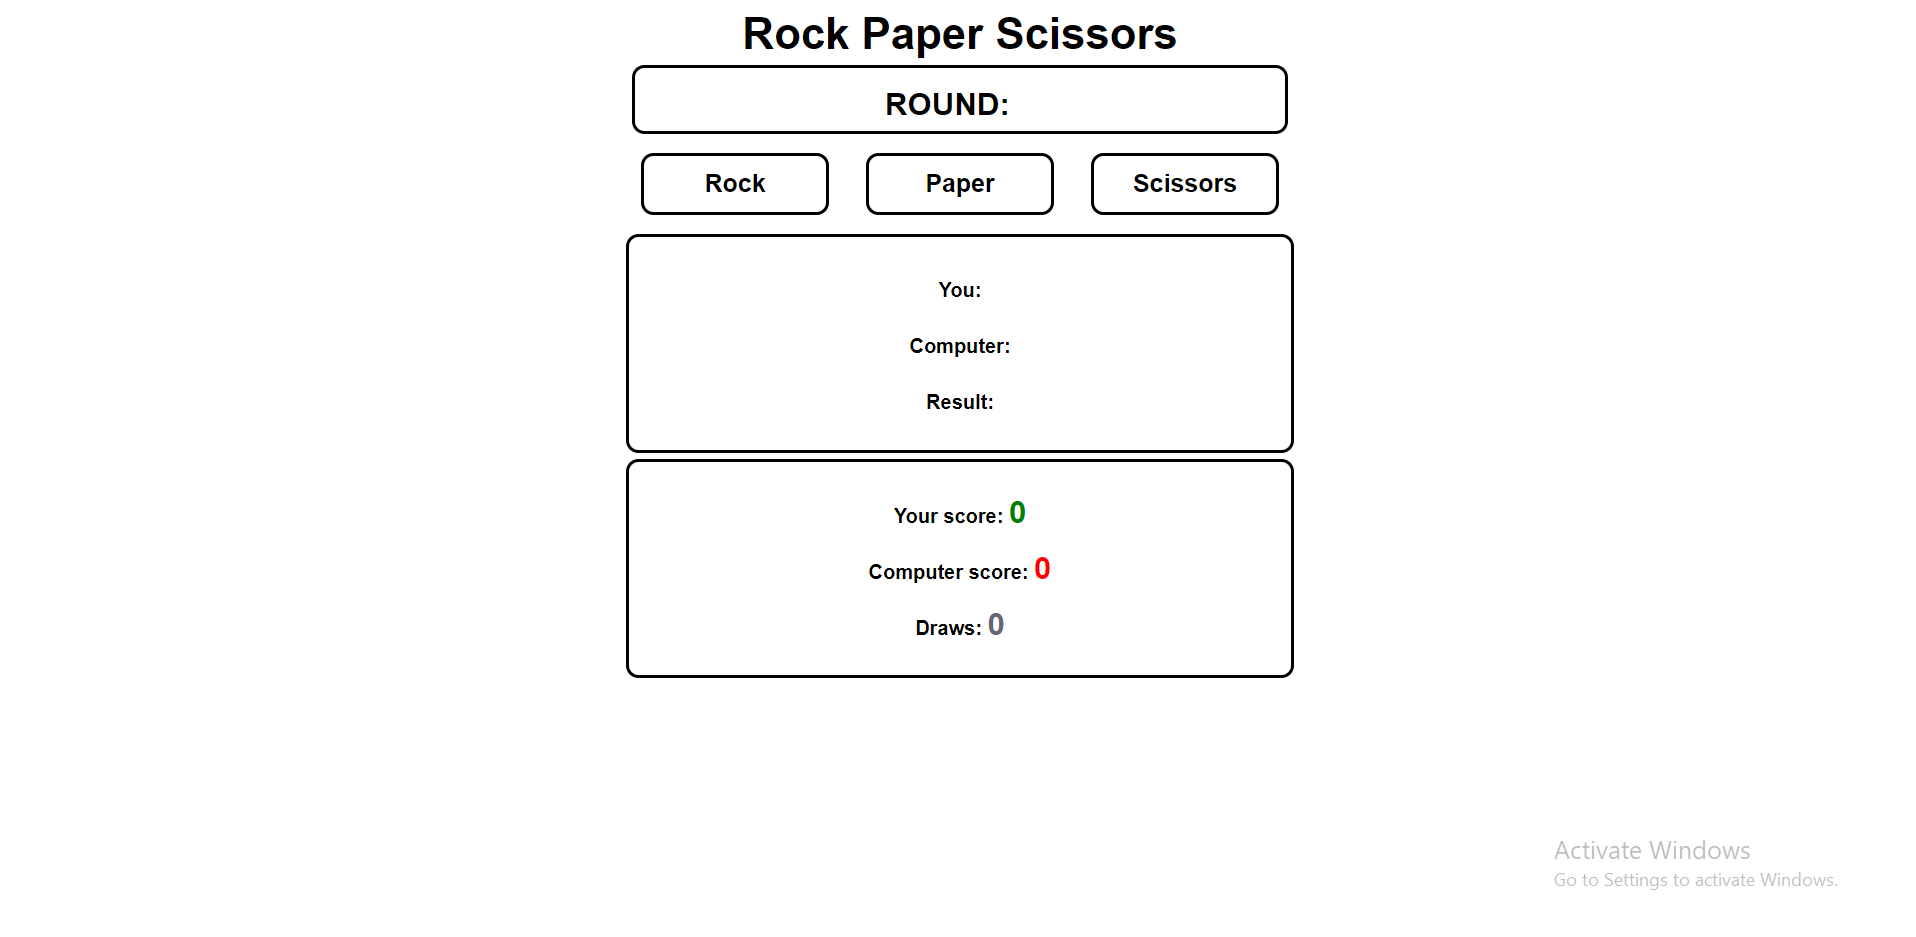 Rock Paper Scissors
ROUND:
Rock Paper Scissors
You:
Computer:
Result:
Your score: 0
Computer score: 0
Draws: 0
Activate Windows
Go to Settings to activate Windows.